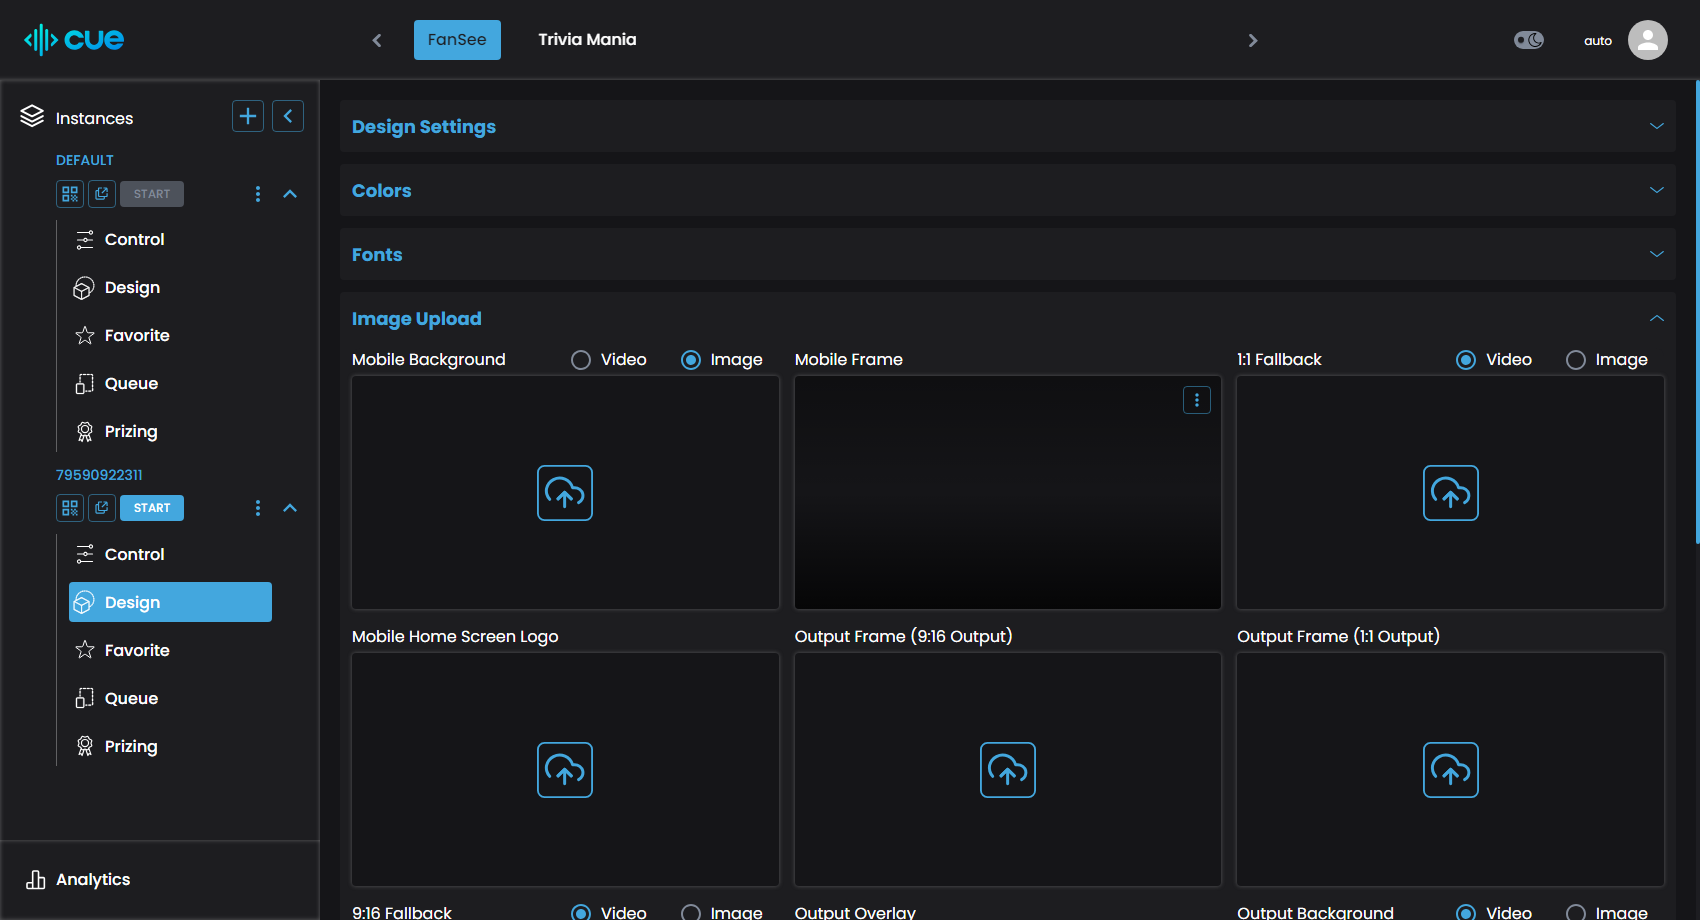 cue
FanSee
Trivia Mania
auto
Instances
DEFAULT
START
Control
Design
Favorite
Queue
Prizing
79590922311
START
Control
Design
Favorite
Queue
Prizing
Analytics
Design Settings
Colors
Fonts
Image Upload
Mobile Background Video Image
Mobile Frame
1:1 Fallback Video Image
Mobile Home Screen Logo
Output Frame (9:16 Output)
Output Frame (1:1 Output)
9:16 Fallback Video Image
Output Overlay
Output Background Video Image